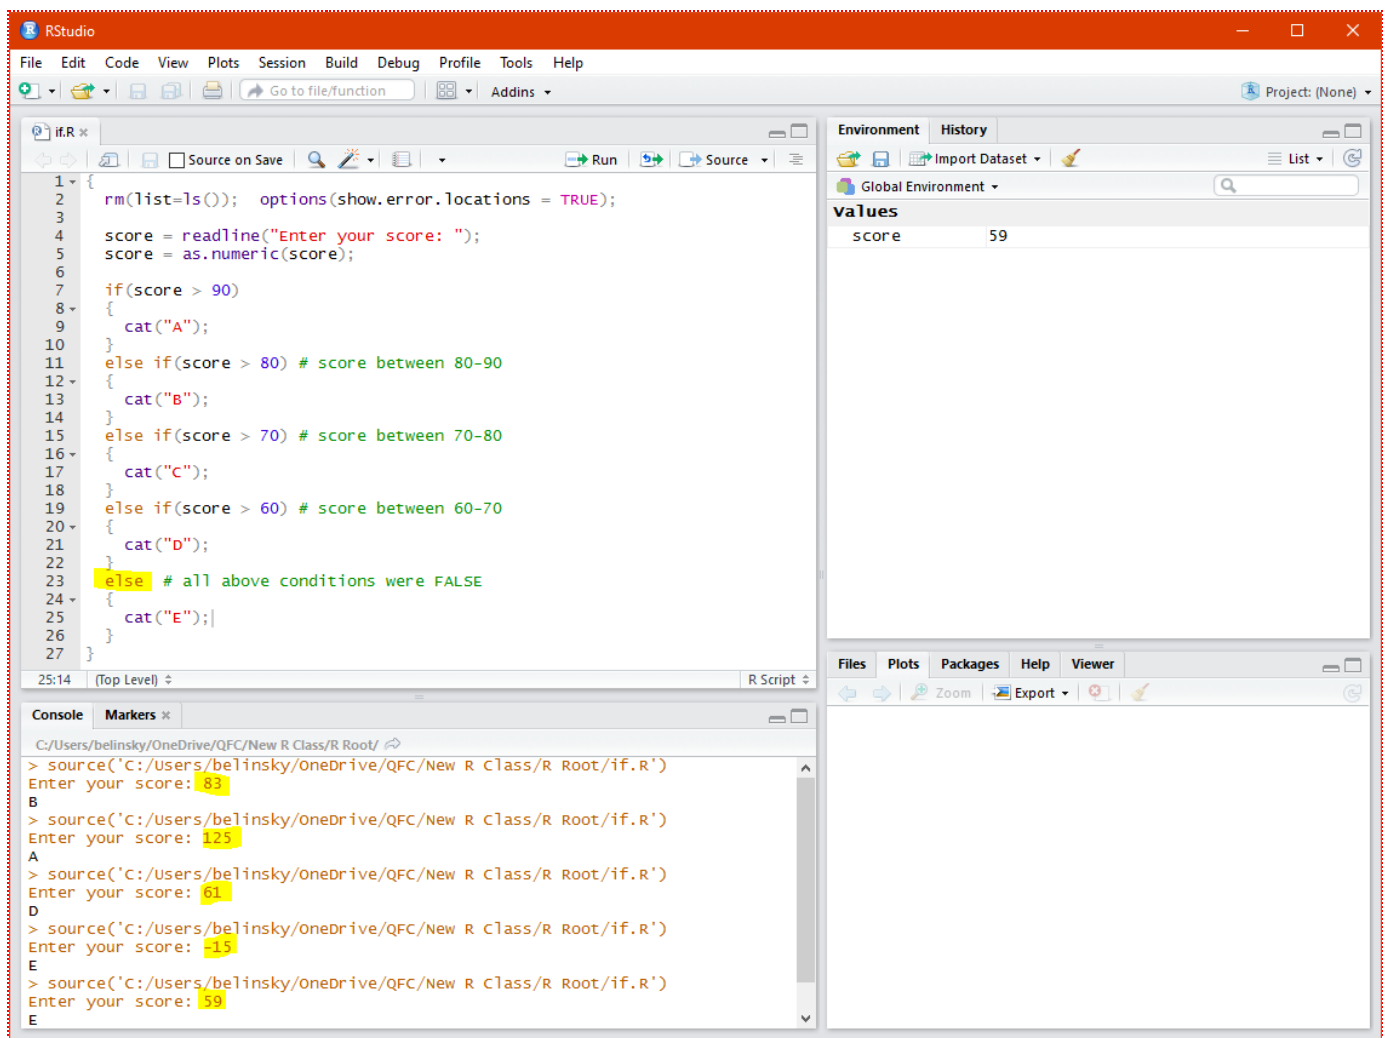 RStudio
File Edit Code View Plots Session Build Debug Profile Tools Help
Go to file/function Addins Project: (None)
if.R
Source on Save Run Source
1 {
2 rm(list=ls()); options(show.error.locations = TRUE);
3
4 score = readline("Enter your score: ");
5 score = as.numeric(score);
6
7 if(score > 90)
8 {
9 cat("A");
10 }
11 else if(score > 80) # score between 80-90
12 {
13 cat("B");
14 }
15 else if(score > 70) # score between 70-80
16 {
17 cat("C");
18 }
19 else if(score > 60) # score between 60-70
20 {
21 cat("D");
22 }
23 else # all above conditions were FALSE
24 {
25 cat("E");
26 }
27 }
25:14 (Top Level) R Script
Console Markers
C:/Users/belinsky/OneDrive/QFC/New R Class/R Root/
> source('C:/Users/belinsky/OneDrive/QFC/New R Class/R Root/if.R')
Enter your score: 83
B
> source('C:/Users/belinsky/OneDrive/QFC/New R Class/R Root/if.R')
Enter your score: 125
A
> source('C:/Users/belinsky/OneDrive/QFC/New R Class/R Root/if.R')
Enter your score: 61
D
> source('C:/Users/belinsky/OneDrive/QFC/New R Class/R Root/if.R')
Enter your score: -15
E
> source('C:/Users/belinsky/OneDrive/QFC/New R Class/R Root/if.R')
Enter your score: 59
E
Environment History
Import Dataset List
Global Environment
Values
score 59
Files Plots Packages Help Viewer
Zoom Export